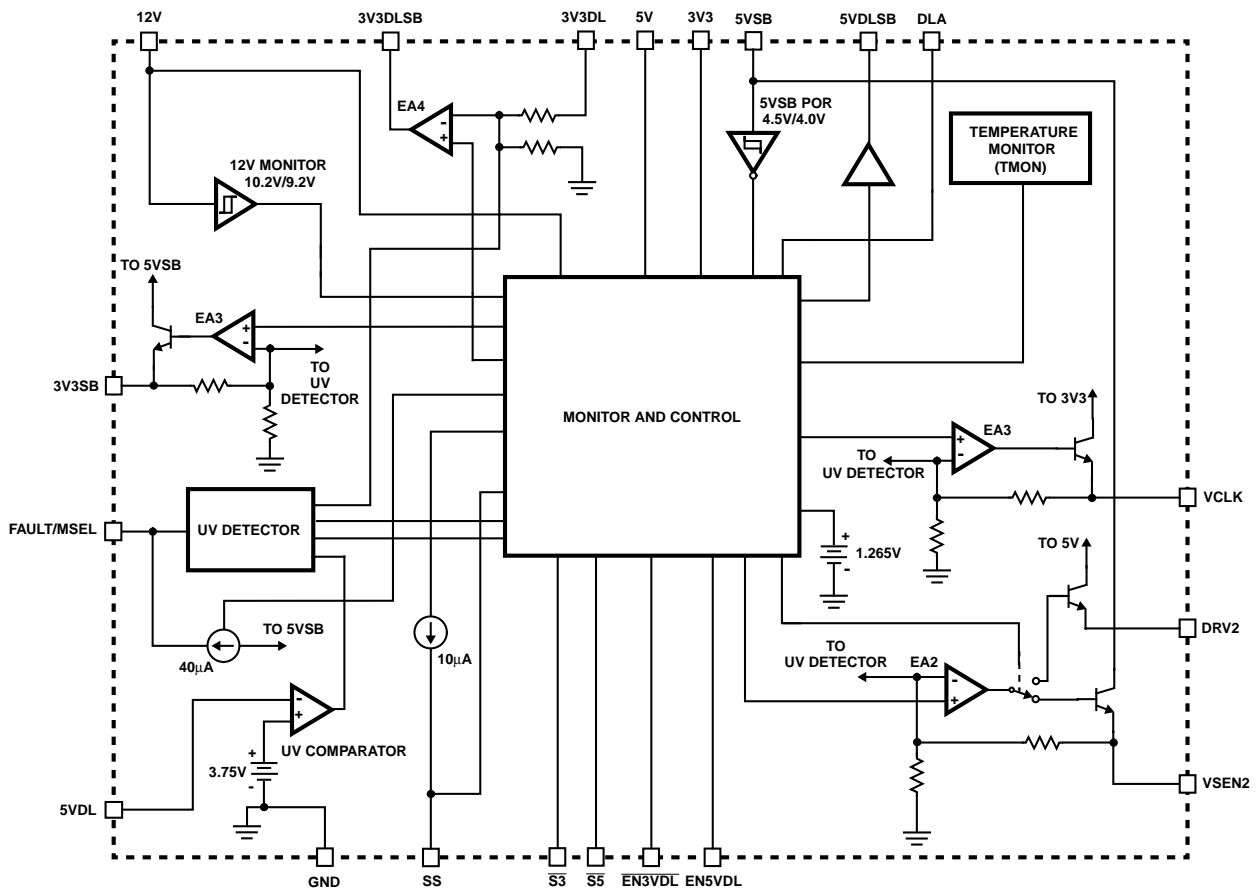 12V
3V3DLSB
3V3DL
5V
3V3
5VSB
5VDLSB
DLA
EA4
-
+
5VSB POR
4.5V/4.0V
TEMPERATURE
MONITOR
(TMON)
12V MONITOR
10.2V/9.2V
TO 5VSB
EA3
+
-
TO
UV
DETECTOR
3V3SB
MONITOR AND CONTROL
TO 3V3
EA3
+
-
TO
UV DETECTOR
VCLK
FAULT/MSEL
UV DETECTOR
+
1.265V
-
TO 5V
DRV2
TO 5VSB
40μA
10μA
TO
UV DETECTOR
EA2
-
+
-
+
UV COMPARATOR
+
3.75V
-
5VDL
VSEN2
GND
SS
S3
S5
EN3VDL
EN5VDL